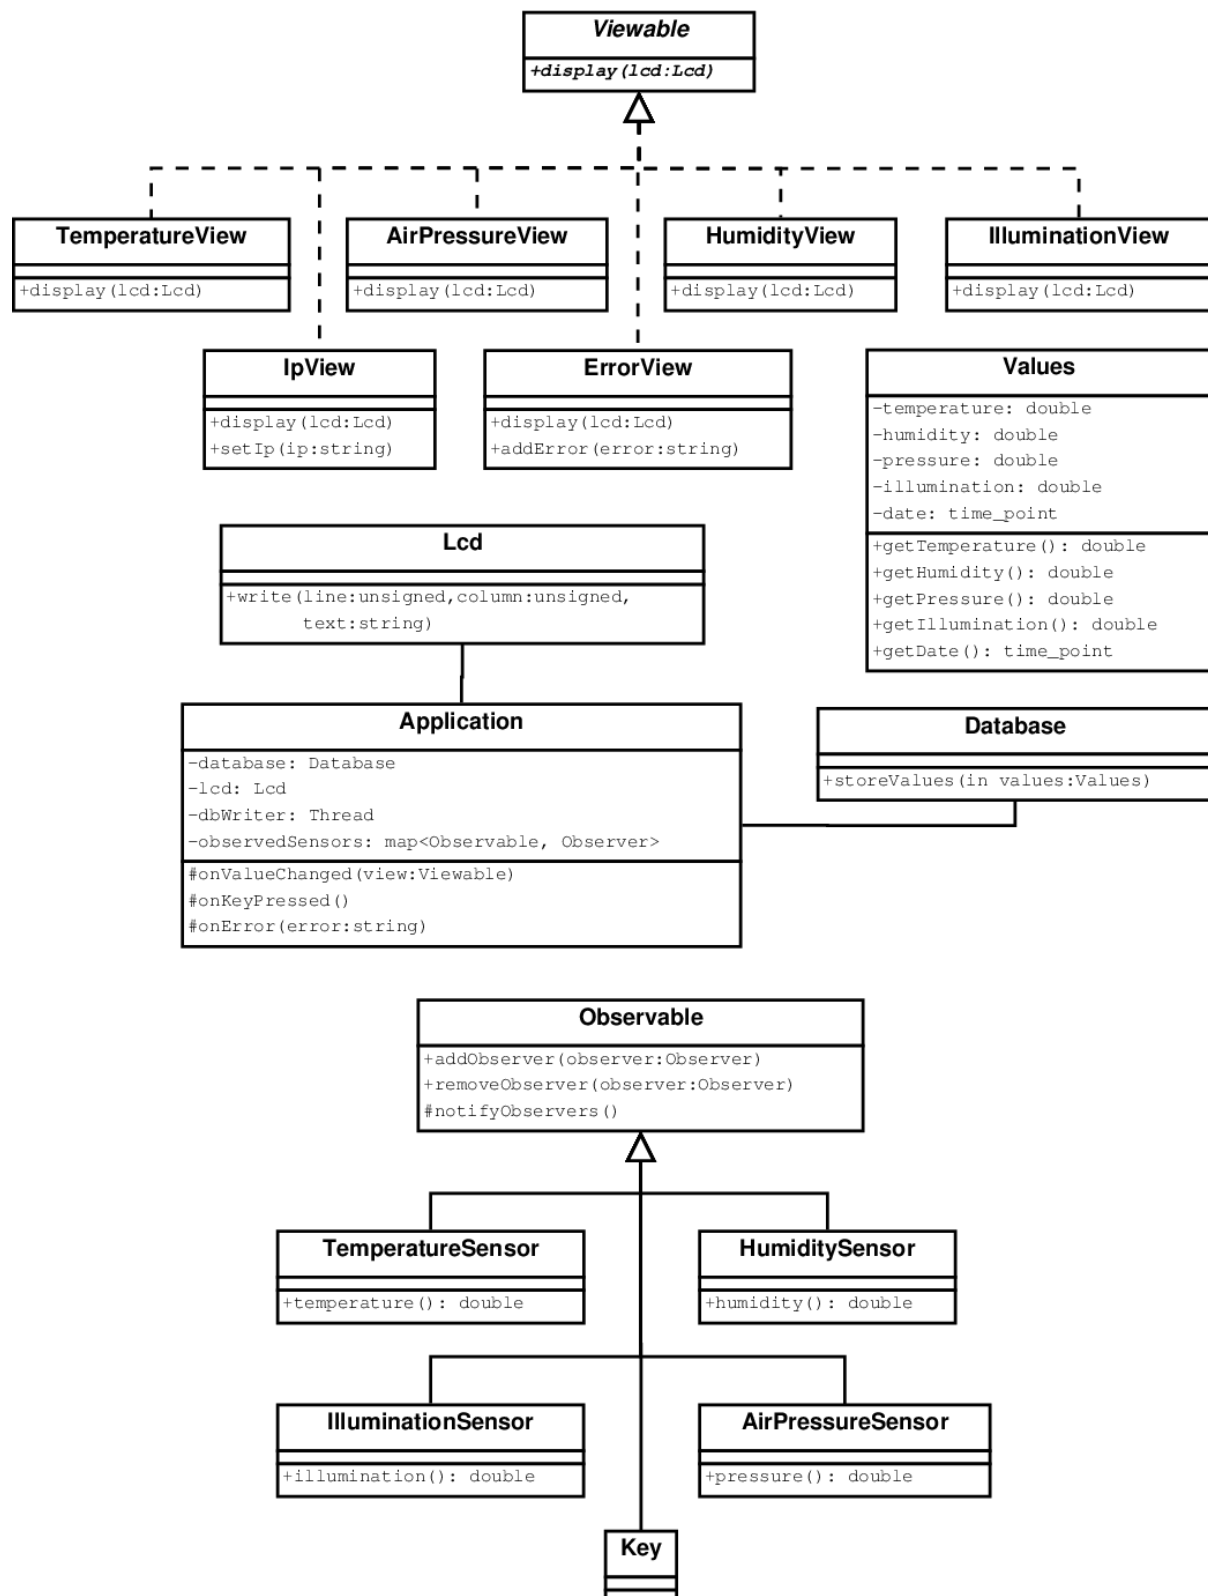 Viewable
+display(lcd:Lcd)
TemperatureView
+display(lcd:Lcd)
AirPressureView
+display(lcd:Lcd)
HumidityView
+display(lcd:Lcd)
IlluminationView
+display(lcd:Lcd)
IpView
+display(lcd:Lcd)
+setIp(ip:string)
ErrorView
+display(lcd:Lcd)
+addError(error:string)
Values
-temperature: double
-humidity: double
-pressure: double
-illumination: double
-date: time_point
+getTemperature(): double
+getHumidity(): double
+getPressure(): double
+getIllumination(): double
+getDate(): time_point
Lcd
+write(line:unsigned,column:unsigned,
text:string)
Application
-database: Database
-lcd: Lcd
-dbWriter: Thread
-observedSensors: map<Observable, Observer>
#onValueChanged(view:Viewable)
#onKeyPressed()
#onError(error:string)
Database
+storeValues(in values:Values)
Observable
+addObserver(observer:Observer)
+removeObserver(observer:Observer)
#notifyObservers()
TemperatureSensor
+temperature(): double
HumiditySensor
+humidity(): double
IlluminationSensor
+illumination(): double
AirPressureSensor
+pressure(): double
Key